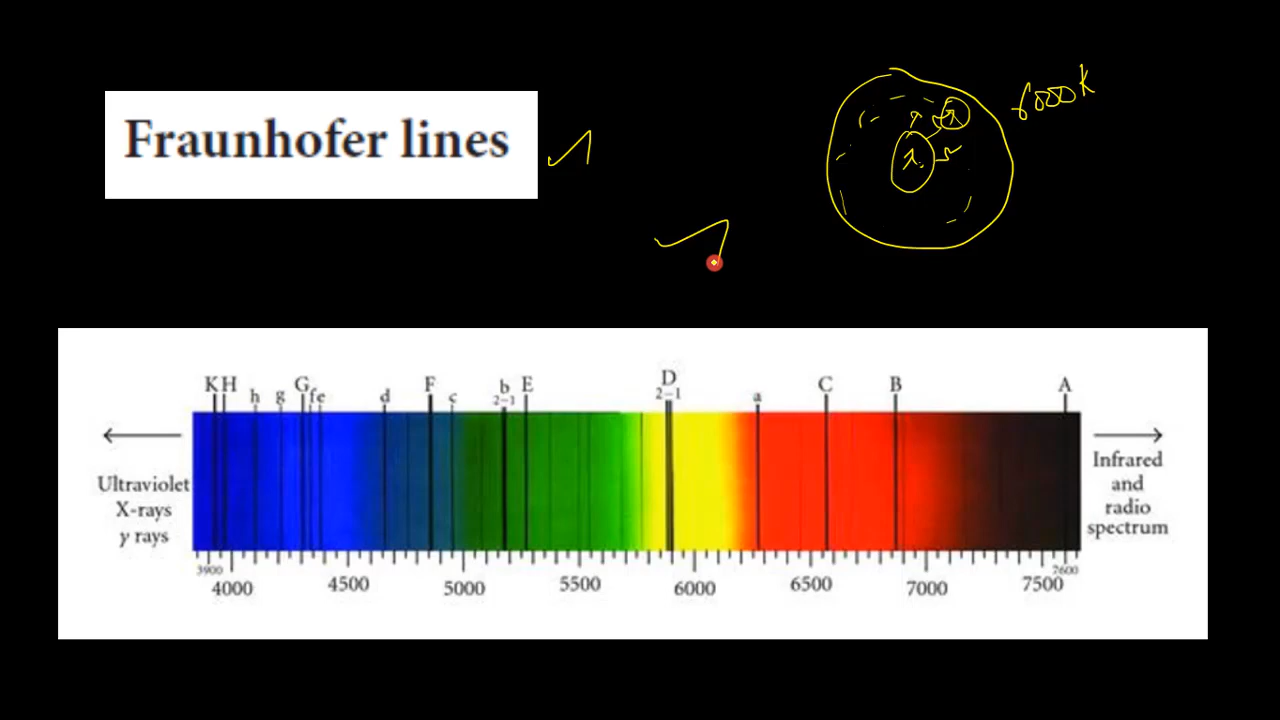 Fraunhofer lines
6000K
K H h g G f e d F c b E D a C B A
2-1 2-1
Ultraviolet
X-rays
γ rays
Infrared
and
radio
spectrum
3900 7600
4000 4500 5000 5500 6000 6500 7000 7500